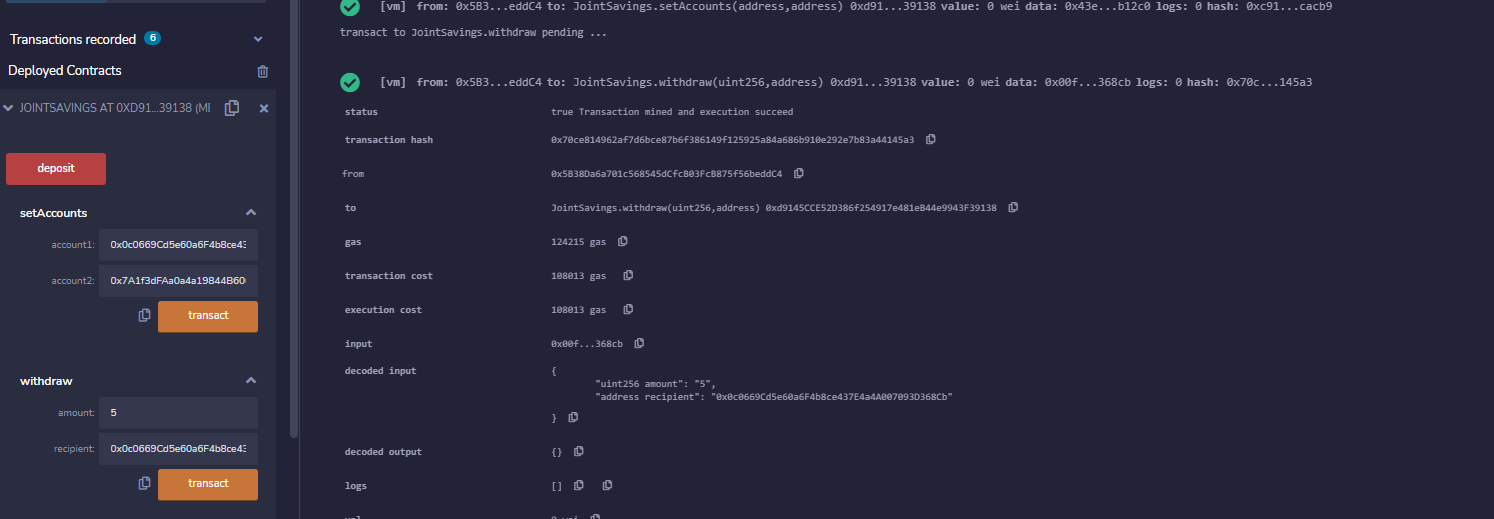 Transactions recorded 6
Deployed Contracts
JOINTSAVINGS AT 0XD91...39138 (ME
deposit
setAccounts
account1: 0x0c0669Cd5e60a6F4b8ce43
account2: 0x7A1f3dFAa0a4a19844B60
transact
withdraw
amount: 5
recipient: 0x0c0669Cd5e60a6F4b8ce43
transact
[vm] from: 0x5B3...eddC4 to: JointSavings.setAccounts(address,address) 0xd91...39138 value: 0 wei data: 0x43e...b12c0 logs: 0 hash: 0xc91...cacb9
transact to JointSavings.withdraw pending ...
[vm] from: 0x5B3...eddC4 to: JointSavings.withdraw(uint256,address) 0xd91...39138 value: 0 wei data: 0x00f...368cb logs: 0 hash: 0x70c...145a3
status true Transaction mined and execution succeed
transaction hash 0x70ce814962af7d6bce87b6f386149f125925a84a686b910e292e7b83a44145a3
from 0x5B38Da6a701c568545dCfcB03FcB875f56beddC4
to JointSavings.withdraw(uint256,address) 0xd9145CCE52D386f254917e481eB44e9943F39138
gas 124215 gas
transaction cost 108013 gas
execution cost 108013 gas
input 0x00f...368cb
decoded input {
"uint256 amount": "5",
"address recipient": "0x0c0669Cd5e60a6F4b8ce437E4a4A007093D368Cb"
}
decoded output {}
logs []
val 0 wei